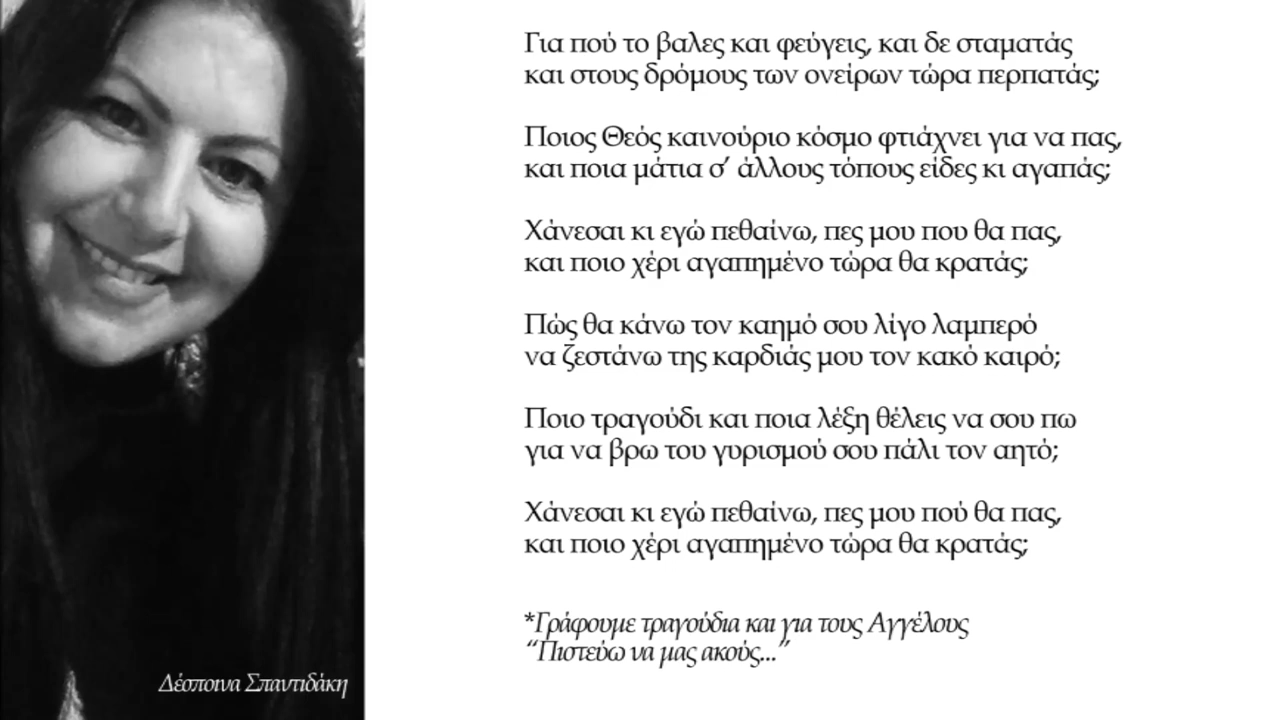 Για πού το βαλες και φεύγεις, και δε σταματάς
και στους δρόμους των ονείρων τώρα περπατάς;
Ποιος Θεός καινούριο κόσμο φτιάχνει για να πας,
και ποια μάτια σ’ άλλους τόπους είδες κι αγαπάς;
Χάνεσαι κι εγώ πεθαίνω, πες μου που θα πας,
και ποιο χέρι αγαπημένο τώρα θα κρατάς;
Πώς θα κάνω τον καημό σου λίγο λαμπερό
να ζεστάνω της καρδιάς μου τον κακό καιρό;
Ποιο τραγούδι και ποια λέξη θέλεις να σου πω
για να βρω του γυρισμού σου πάλι τον αητό;
Χάνεσαι κι εγώ πεθαίνω, πες μου πού θα πας,
και ποιο χέρι αγαπημένο τώρα θα κρατάς;
*Γράφουμε τραγούδια και για τους Αγγέλους
“Πιστεύω να μας ακούς...”
Δέσποινα Σπαντιδάκη